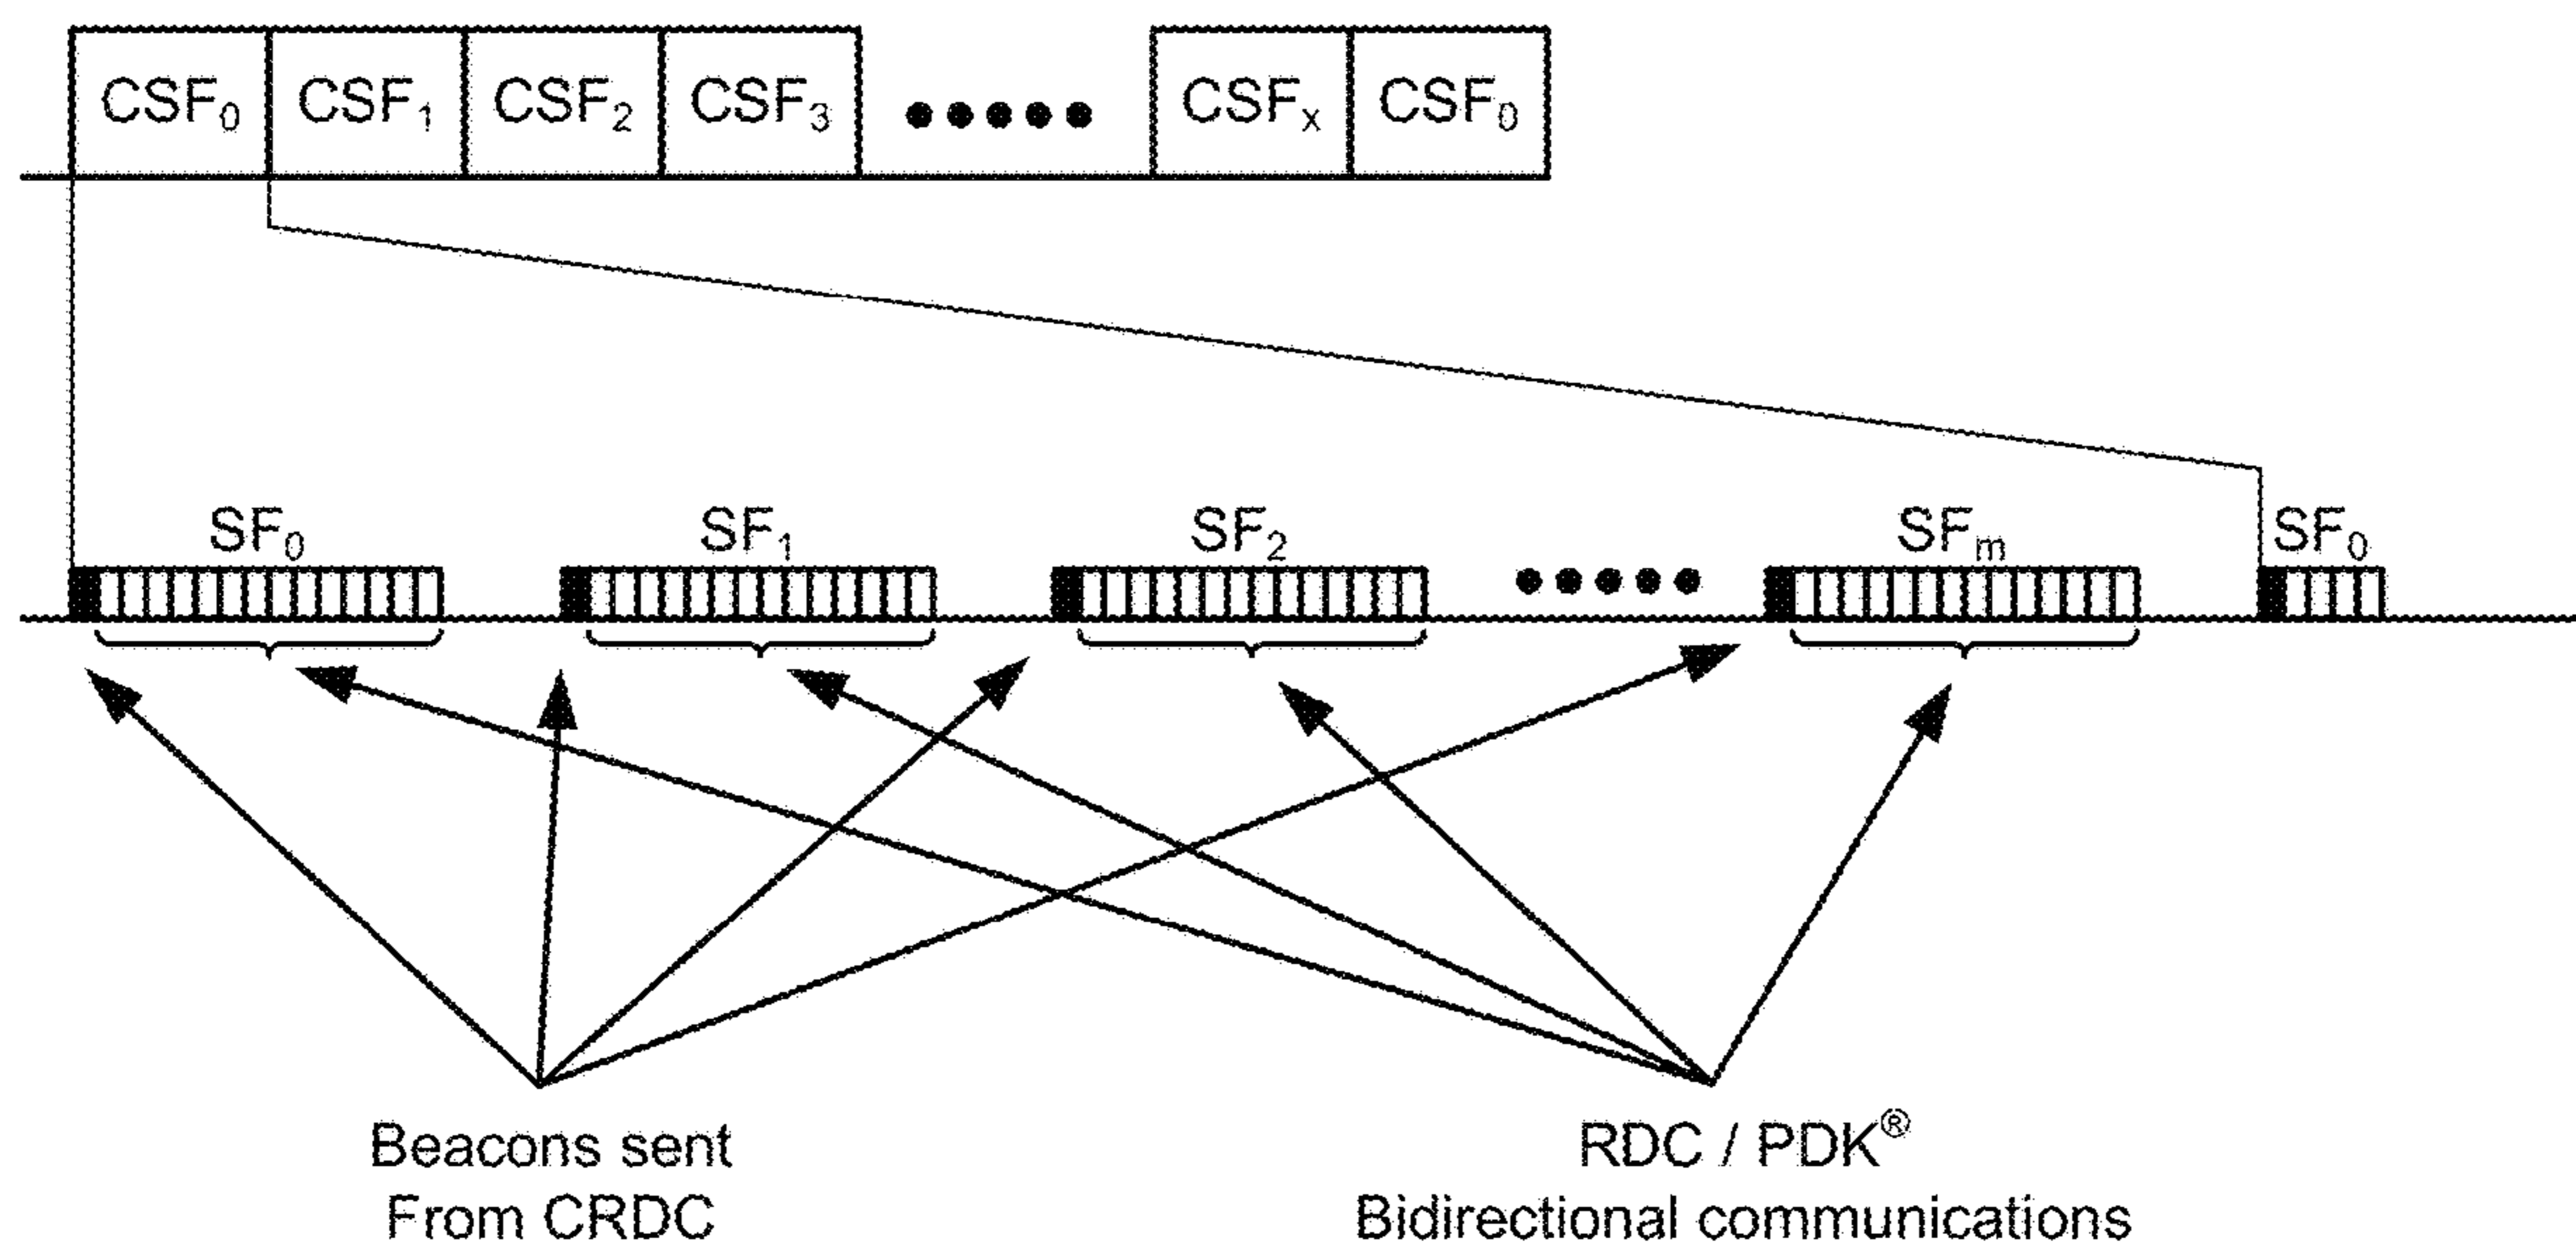 CSF₀ CSF₁ CSF₂ CSF₃ ●●●●● CSFₓ CSF₀
SF₀ SF₁ SF₂ ●●●●● SFₘ SF₀
Beacons sent
From CRDC
RDC / PDK®
Bidirectional communications